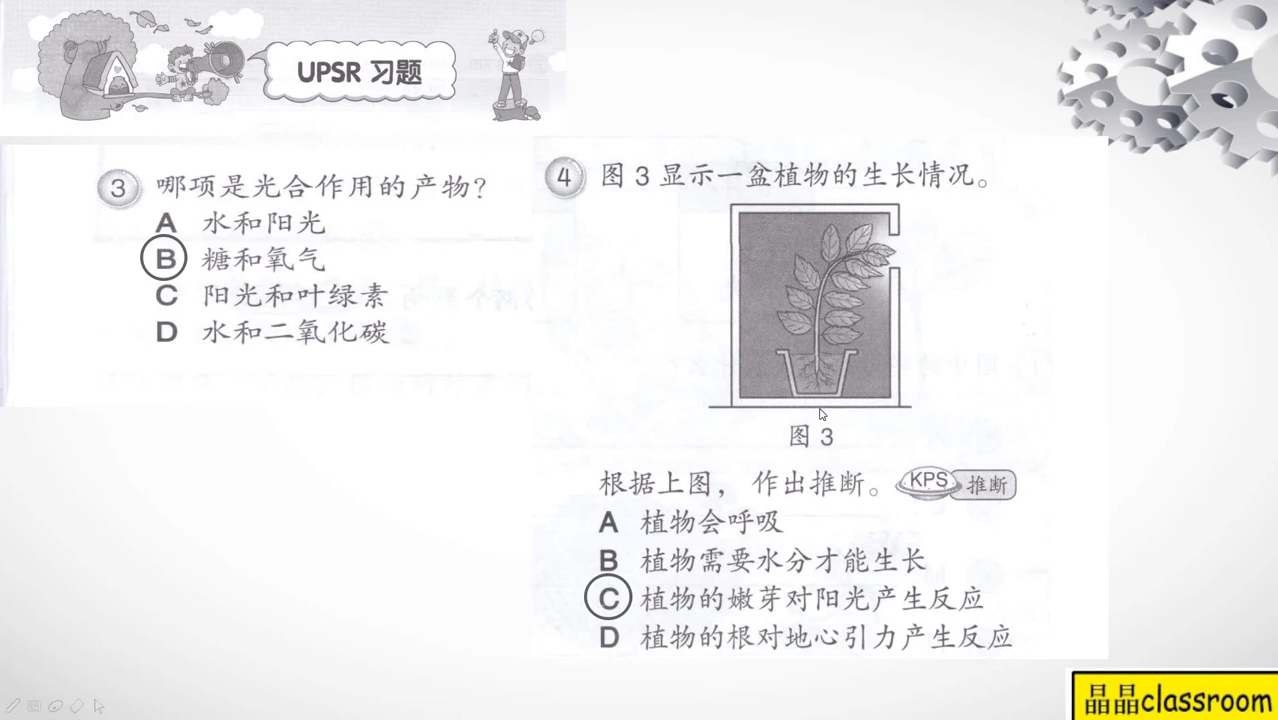 UPSR 习题
3 哪项是光合作用的产物?
A 水和阳光
B 糖和氧气
C 阳光和叶绿素
D 水和二氧化碳
4 图 3 显示一盆植物的生长情况。
图 3
根据上图，作出推断。 KPS 推断
A 植物会呼吸
B 植物需要水分才能生长
C 植物的嫩芽对阳光产生反应
D 植物的根对地心引力产生反应
晶晶classroom